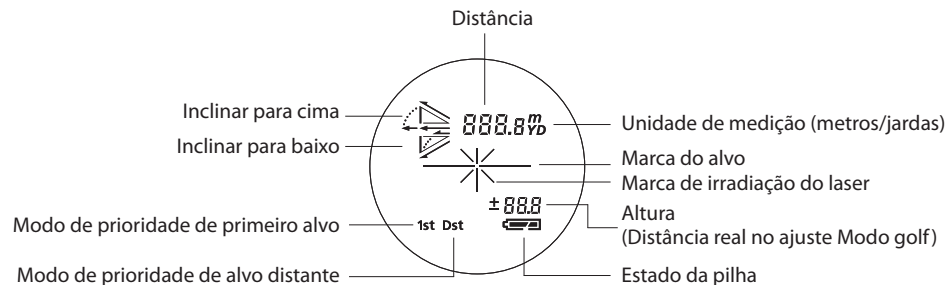 Distância
Inclinar para cima
888.8 m YD
Unidade de medição (metros/jardas)
Inclinar para baixo
Marca do alvo
Marca de irradiação do laser
±88.8
Altura
(Distância real no ajuste Modo golf)
Modo de prioridade de primeiro alvo
1st Dst
Modo de prioridade de alvo distante
Estado da pilha